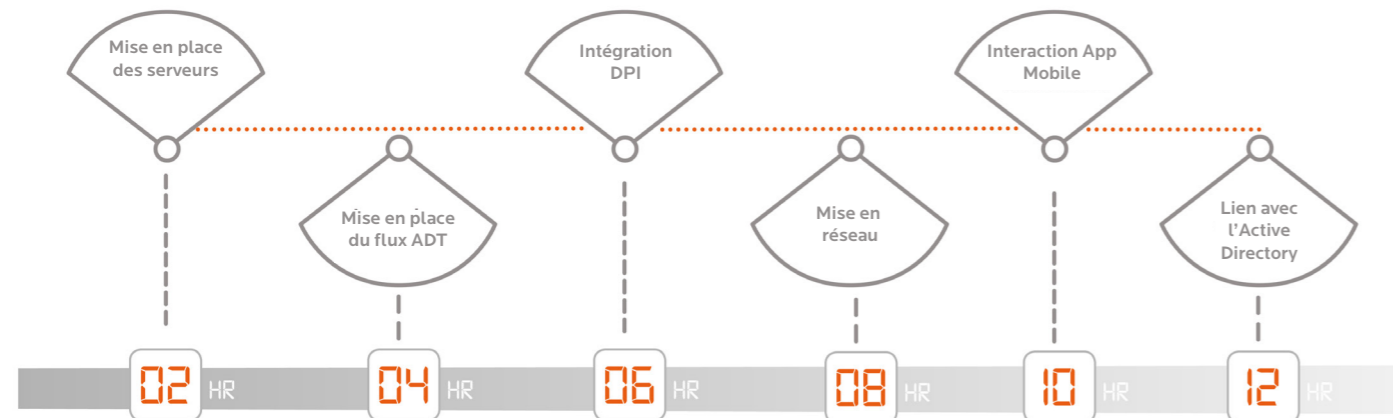 Mise en place
des serveurs
Intégration
DPI
Interaction App
Mobile
Mise en place
du flux ADT
Mise en
réseau
Lien avec
l'Active
Directory
02 HR
04 HR
06 HR
08 HR
10 HR
12 HR